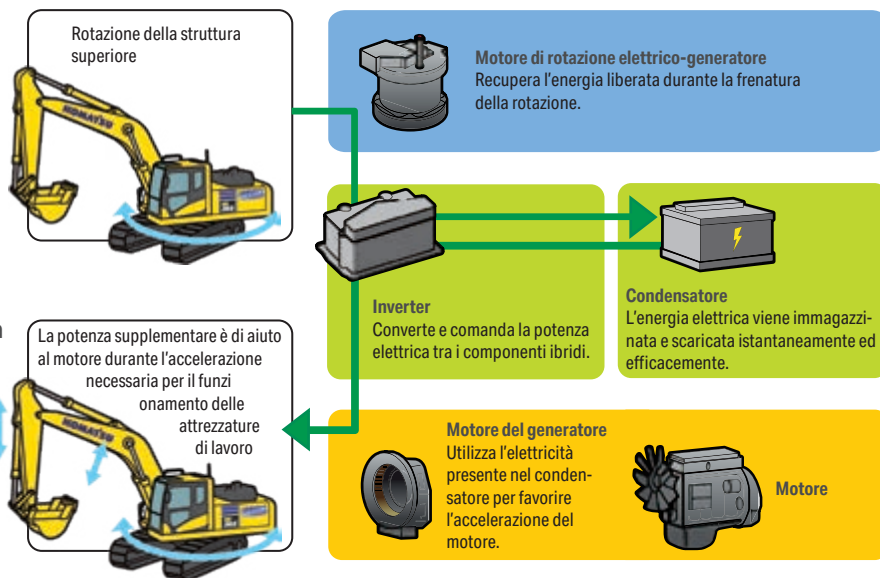 Rotazione della struttura
superiore
KOMATSU
Motore di rotazione elettrico-generatore
Recupera l'energia liberata durante la frenatura
della rotazione.
Inverter
Converte e comanda la potenza
elettrica tra i componenti ibridi.
Condensatore
L'energia elettrica viene immagazzi-
nata e scaricata istantaneamente ed
efficacemente.
La potenza supplementare è di aiuto
al motore durante l'accelerazione
necessaria per il funzi
onamento delle
attrezzature
di lavoro
KOMATSU
Motore del generatore
Utilizza l'elettricità
presente nel conden-
satore per favorire
l'accelerazione del
motore.
Motore